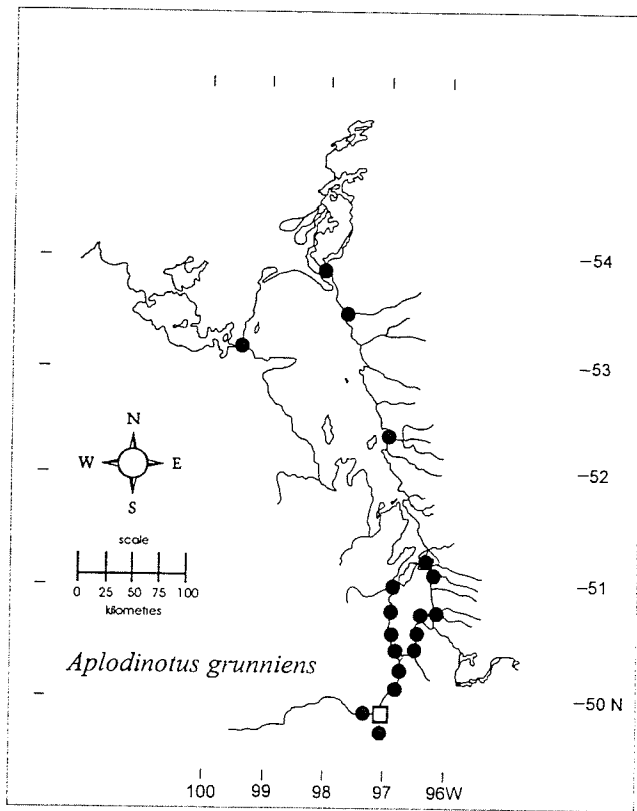 -54
-53
N
W E
S
-52
scale
0 25 50 75 100
kilometres
-51
Aplodinotus grunniens
-50 N
100 99 98 97 96W